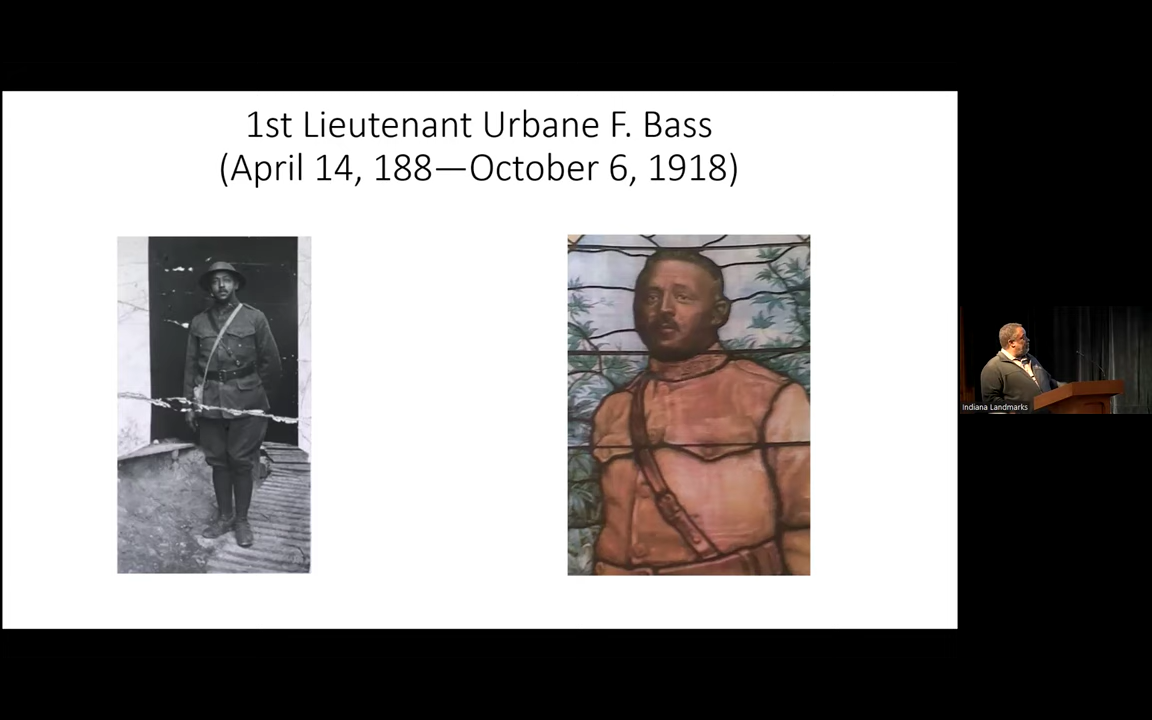 1st Lieutenant Urbane F. Bass
(April 14, 188—October 6, 1918)
Indiana Landmarks